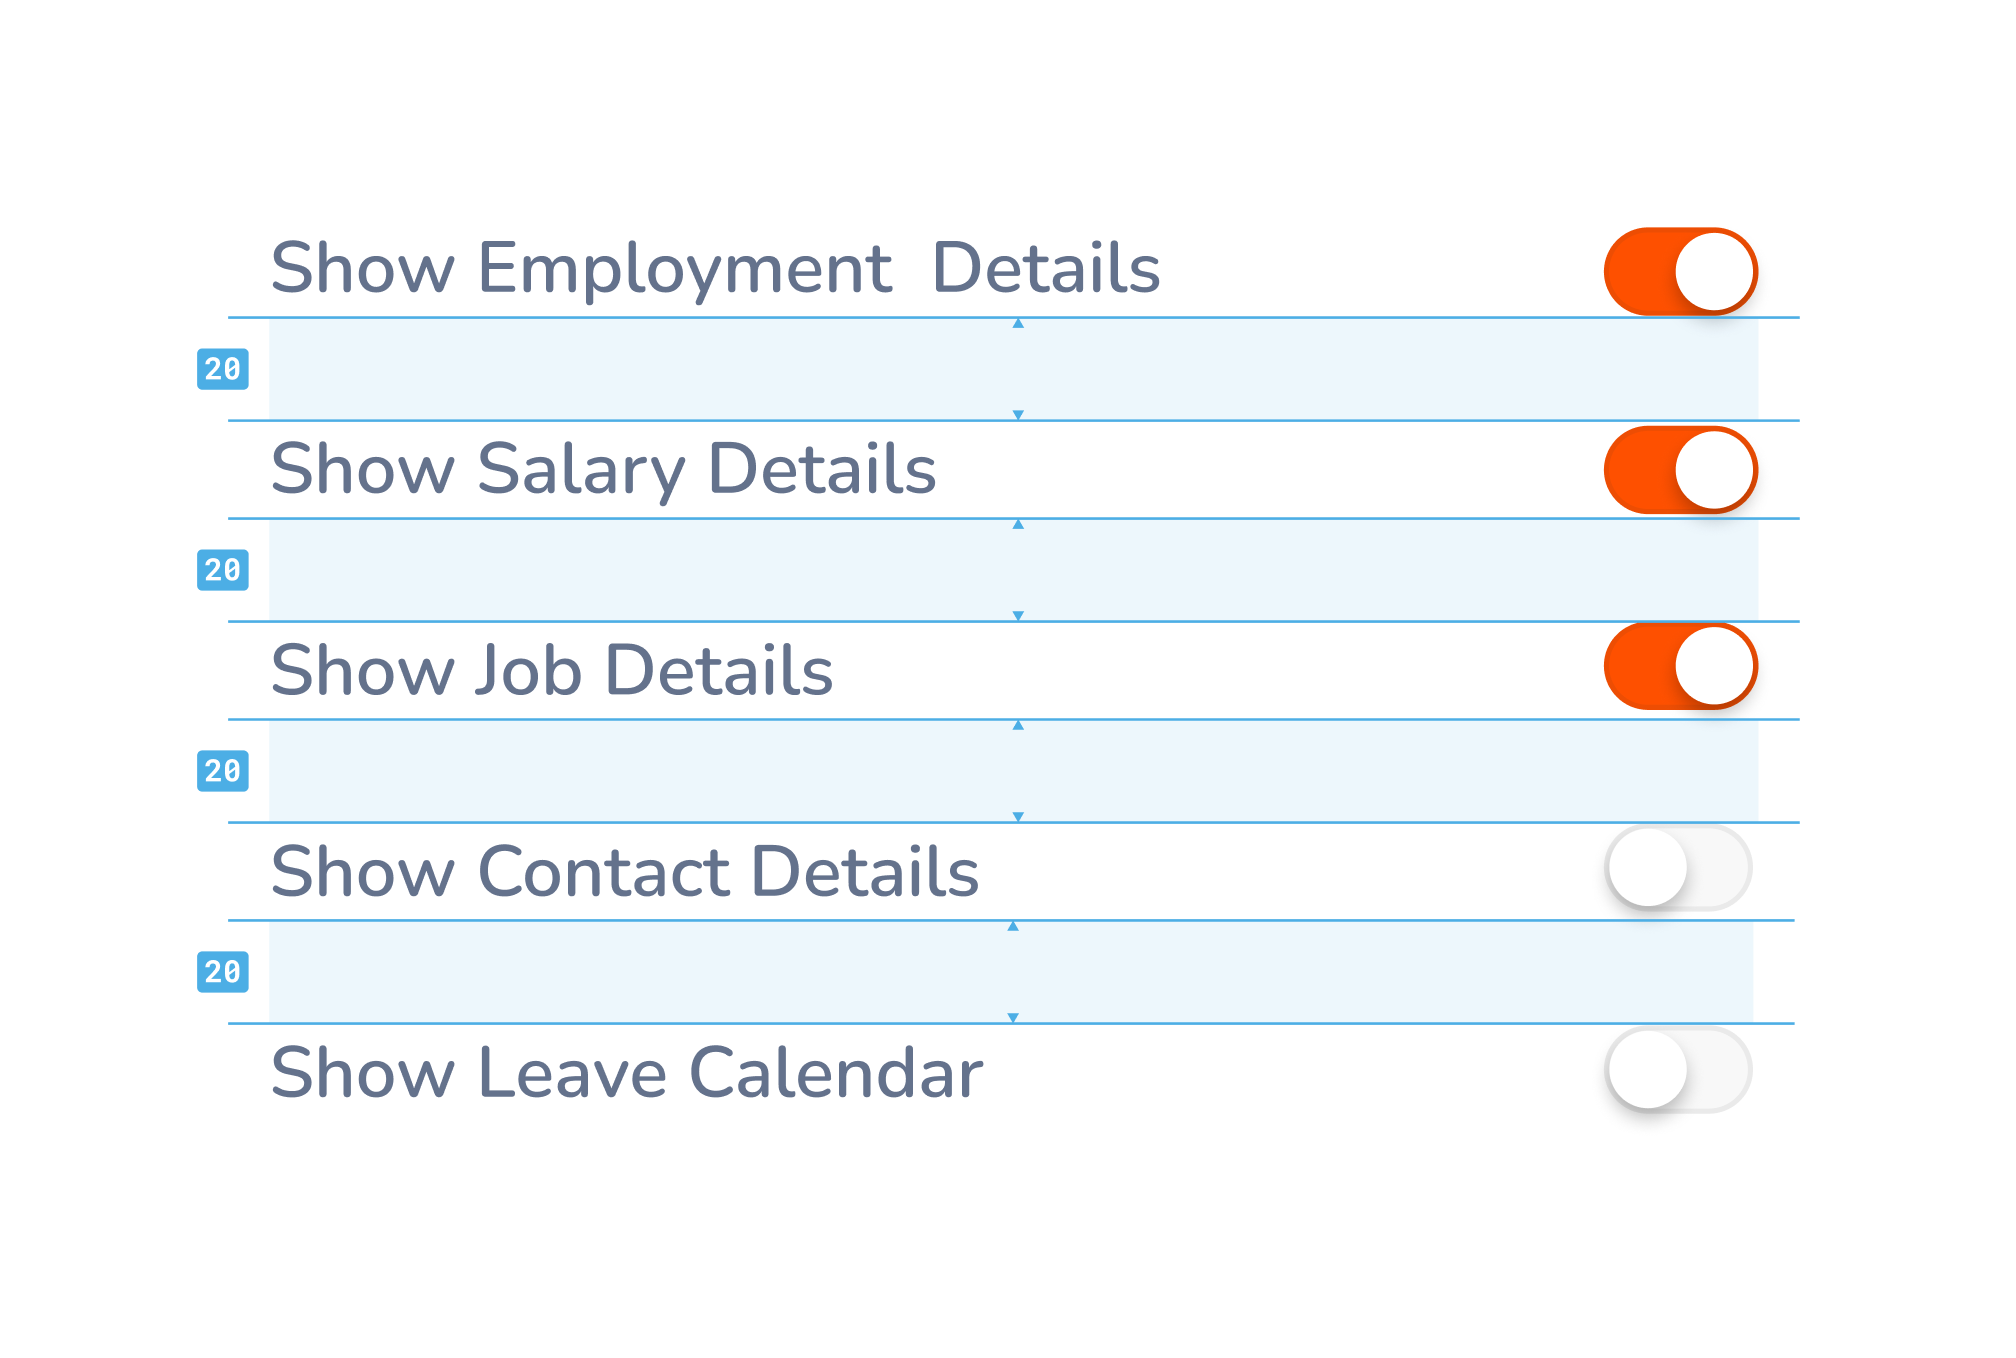 Show Employment  Details
20
Show Salary Details
20
Show Job Details
20
Show Contact Details
20
Show Leave Calendar